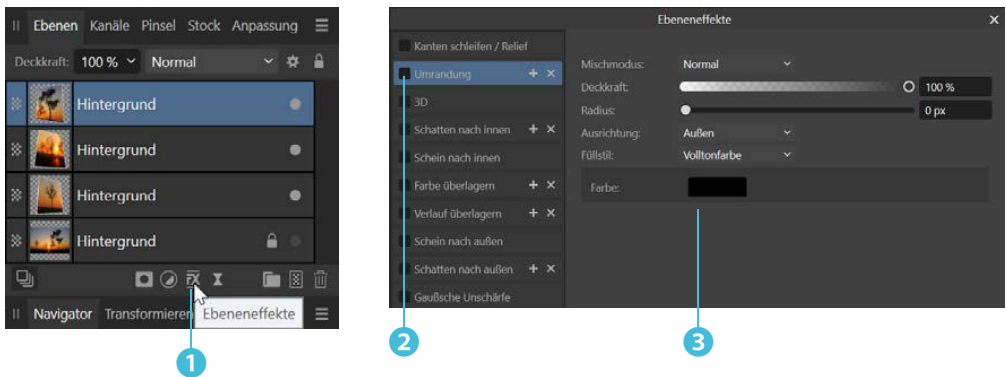 Ebenen Kanäle Pinsel Stock Anpassung
Deckkraft: 100 % Normal
Hintergrund
Hintergrund
Hintergrund
Hintergrund
Navigator Transformieren Ebeneneffekte
1
Ebeneneffekte x
Kanten schleifen / Relief
Umrandung + ×
3D
Schatten nach innen + ×
Schein nach innen
Farbe überlagern + ×
Verlauf überlagern + ×
Schein nach außen
Schatten nach außen + ×
Gaußsche Unschärfe
Mischmodus: Normal
Deckkraft: 100 %
Radius: 0 px
Ausrichtung: Außen
Füllstil: Volltonfarbe
Farbe:
2
3